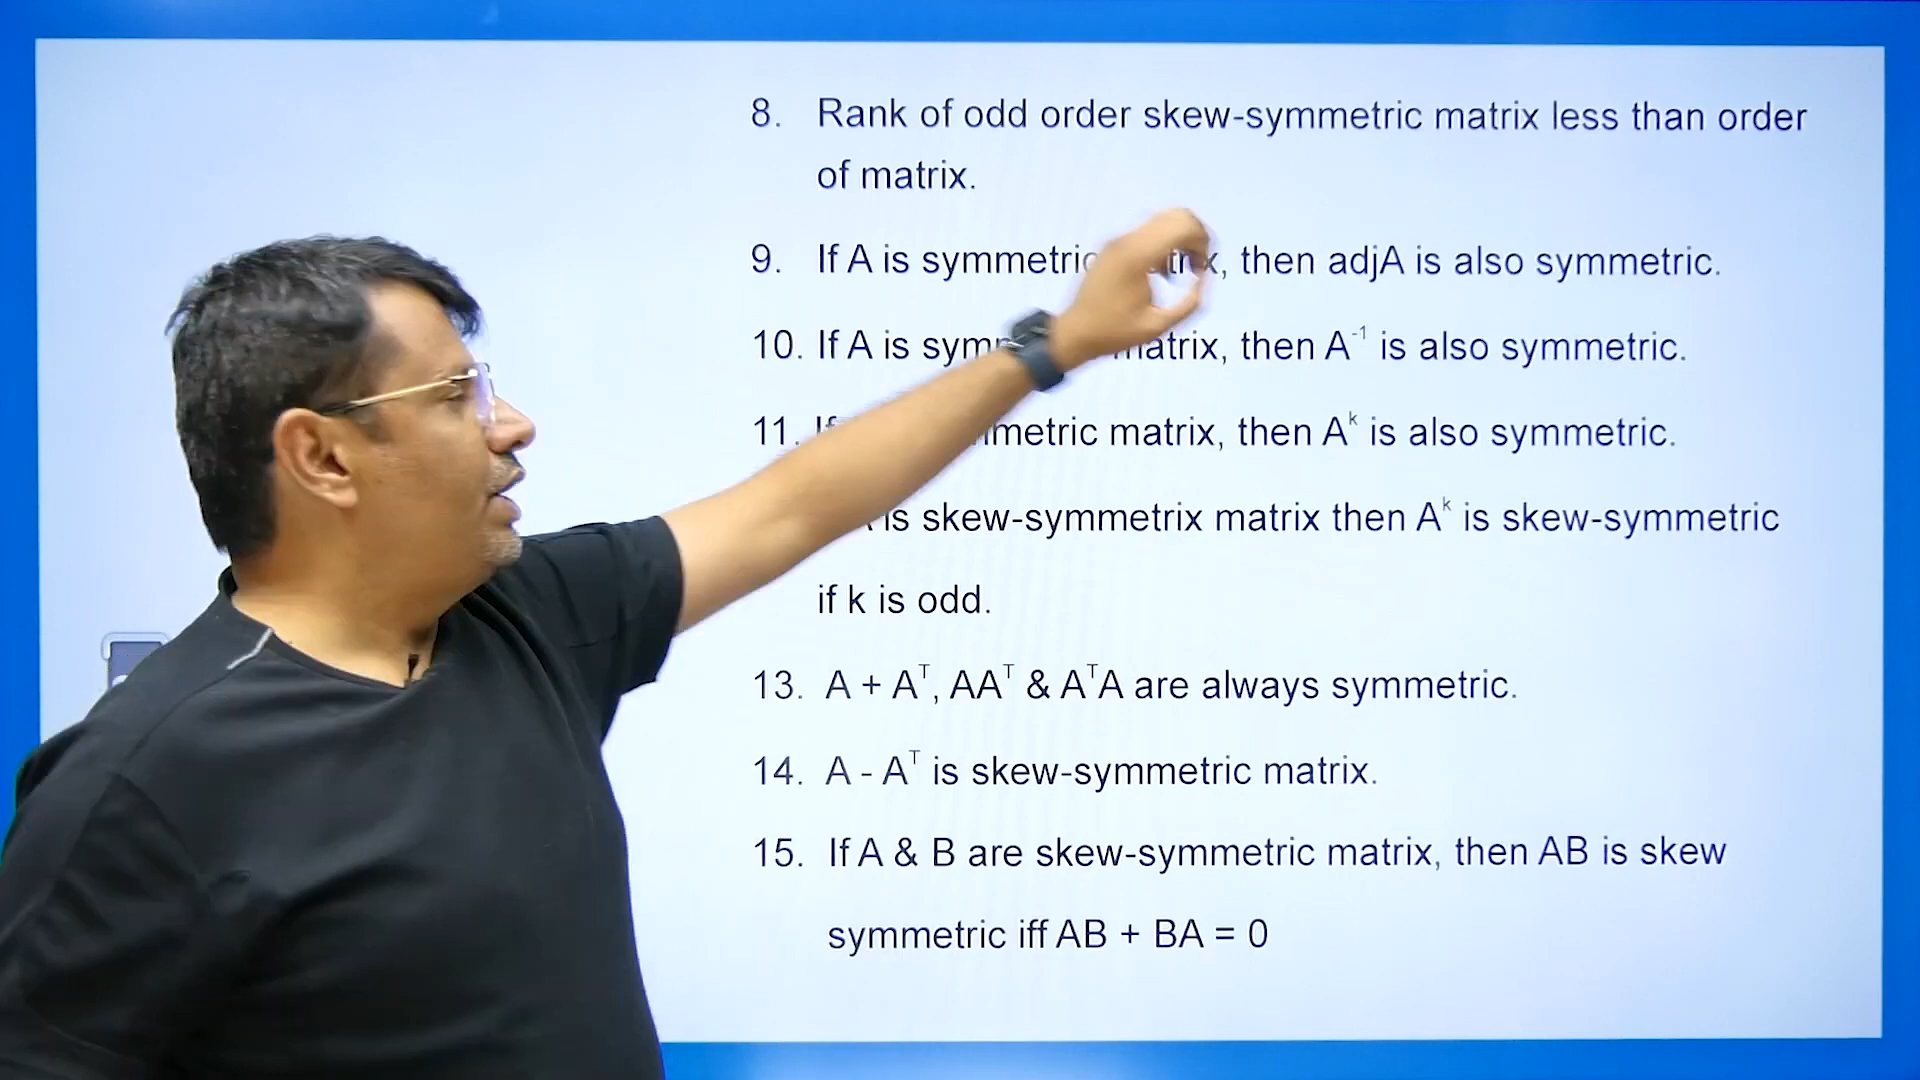 8. Rank of odd order skew-symmetric matrix less than order
of matrix.
9. If A is symmetric matrix, then adjA is also symmetric.
10. If A is matrix, then A⁻¹ is also symmetric.
11. If metric matrix, then Aᵏ is also symmetric.
is skew-symmetrix matrix then Aᵏ is skew-symmetric
if k is odd.
13. A + Aᵀ, AAᵀ & AᵀA are always symmetric.
14. A - Aᵀ is skew-symmetric matrix.
15. If A & B are skew-symmetric matrix, then AB is skew
symmetric iff AB + BA = 0